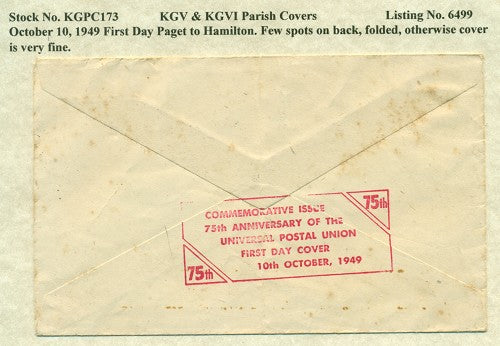 Stock No. KGPC173 KGV & KGVI Parish Covers Listing No. 6499
October 10, 1949 First Day Paget to Hamilton. Few spots on back, folded, otherwise cover
is very fine.
75th
COMMEMORATIVE ISSUE
75th ANNIVERSARY OF THE
UNIVERSAL POSTAL UNION
FIRST DAY COVER
10th OCTOBER, 1949
75th